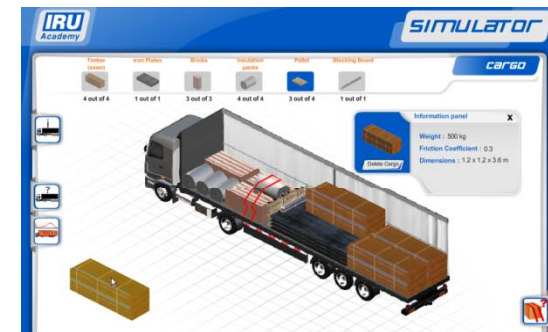 IRU
Academy
SIMULATOR
CARGO
Timber
(sawn)
Iron Plates
Bricks
Insulation
packs
Pallet
Blocking Board
4 out of 4
1 out of 1
3 out of 3
4 out of 4
3 out of 4
1 out of 1
Information panel
X
Weight : 500 kg
Friction Coefficient : 0.3
Dimensions : 1.2 x 1.2 x 3.6 m
Delete Cargo
?
?